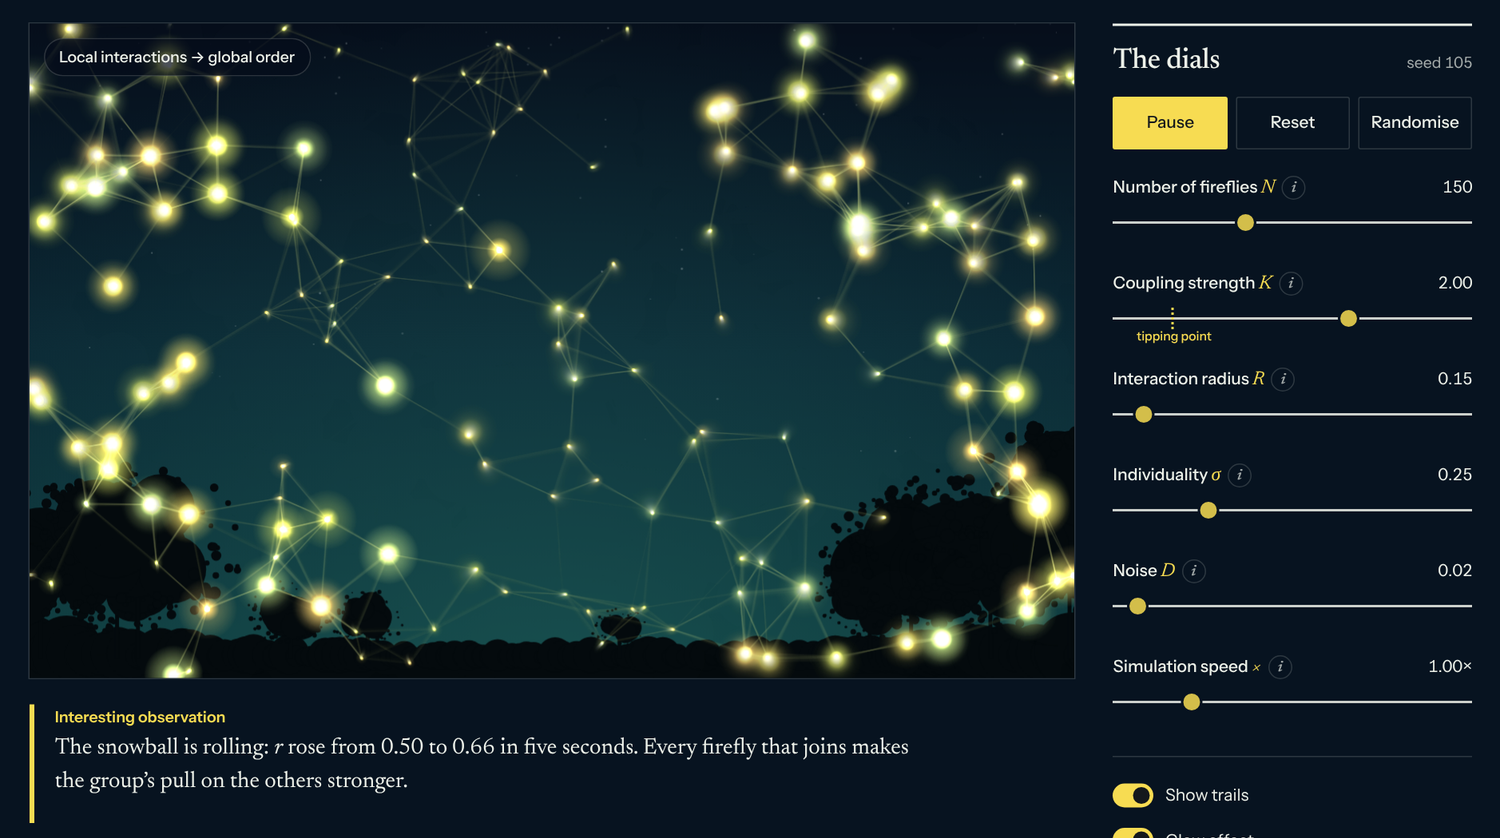 Local interactions → global order
The dials
seed 105
Pause
Reset
Randomise
Number of fireflies N i
150
Coupling strength K i
2.00
tipping point
Interaction radius R i
0.15
Individuality σ i
0.25
Noise D i
0.02
Simulation speed × i
1.00×
Show trails
Interesting observation
The snowball is rolling: r rose from 0.50 to 0.66 in five seconds. Every firefly that joins makes
the group’s pull on the others stronger.